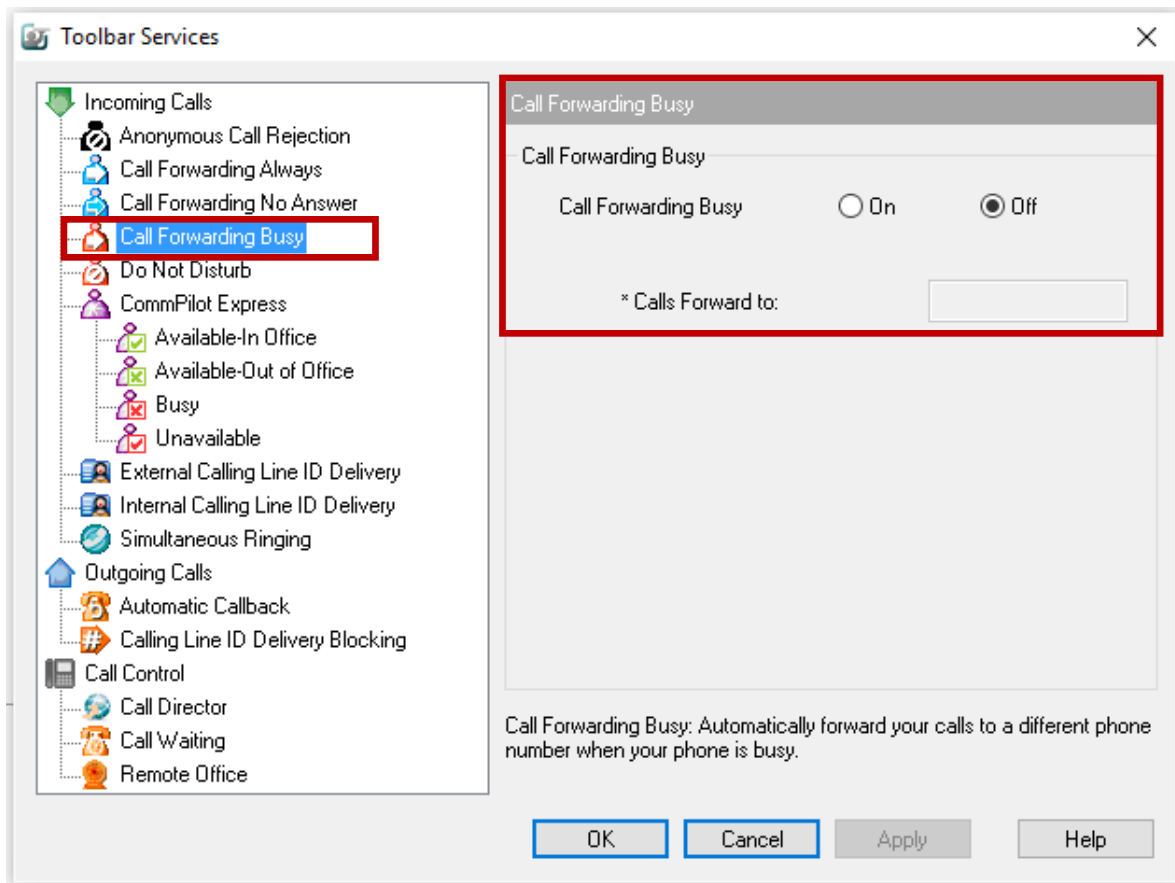 Toolbar Services
Incoming Calls
Anonymous Call Rejection
Call Forwarding Always
Call Forwarding No Answer
Call Forwarding Busy
Do Not Disturb
CommPilot Express
Available-In Office
Available-Out of Office
Busy
Unavailable
External Calling Line ID Delivery
Internal Calling Line ID Delivery
Simultaneous Ringing
Outgoing Calls
Automatic Callback
Calling Line ID Delivery Blocking
Call Control
Call Director
Call Waiting
Remote Office
Call Forwarding Busy
Call Forwarding Busy
Call Forwarding Busy On Off
* Calls Forward to:
Call Forwarding Busy: Automatically forward your calls to a different phone
number when your phone is busy.
OK Cancel Apply Help